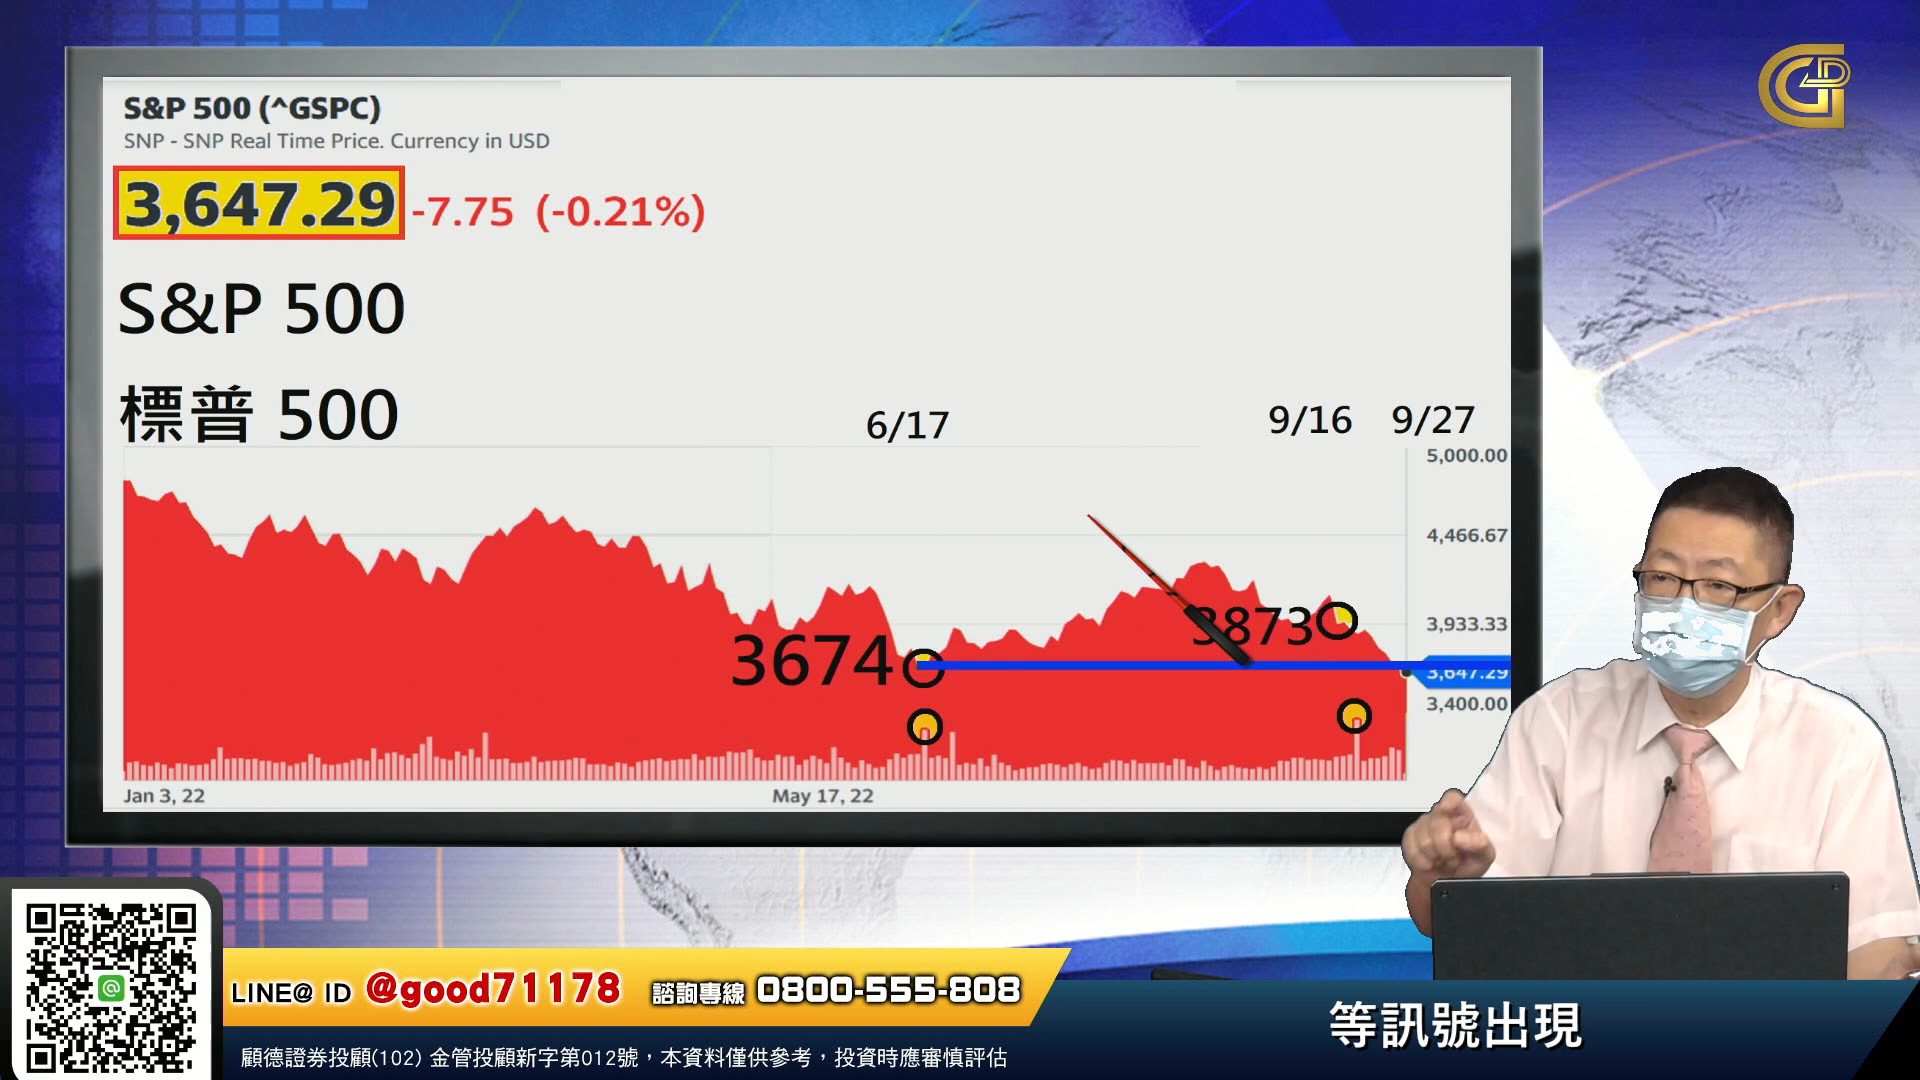 S&P 500 (^GSPC)
SNP - SNP Real Time Price. Currency in USD
3,647.29 -7.75 (-0.21%)
S&P 500
標普 500
6/17
9/16
9/27
5,000.00
4,466.67
3873
3,933.33
3674
3,647.29
3,400.00
Jan 3, 22
May 17, 22
LINE@ ID @good71178 諮詢專線 0800-555-808
顧德證券投顧(102) 金管投顧新字第012號，本資料僅供參考，投資時應審慎評估
等訊號出現